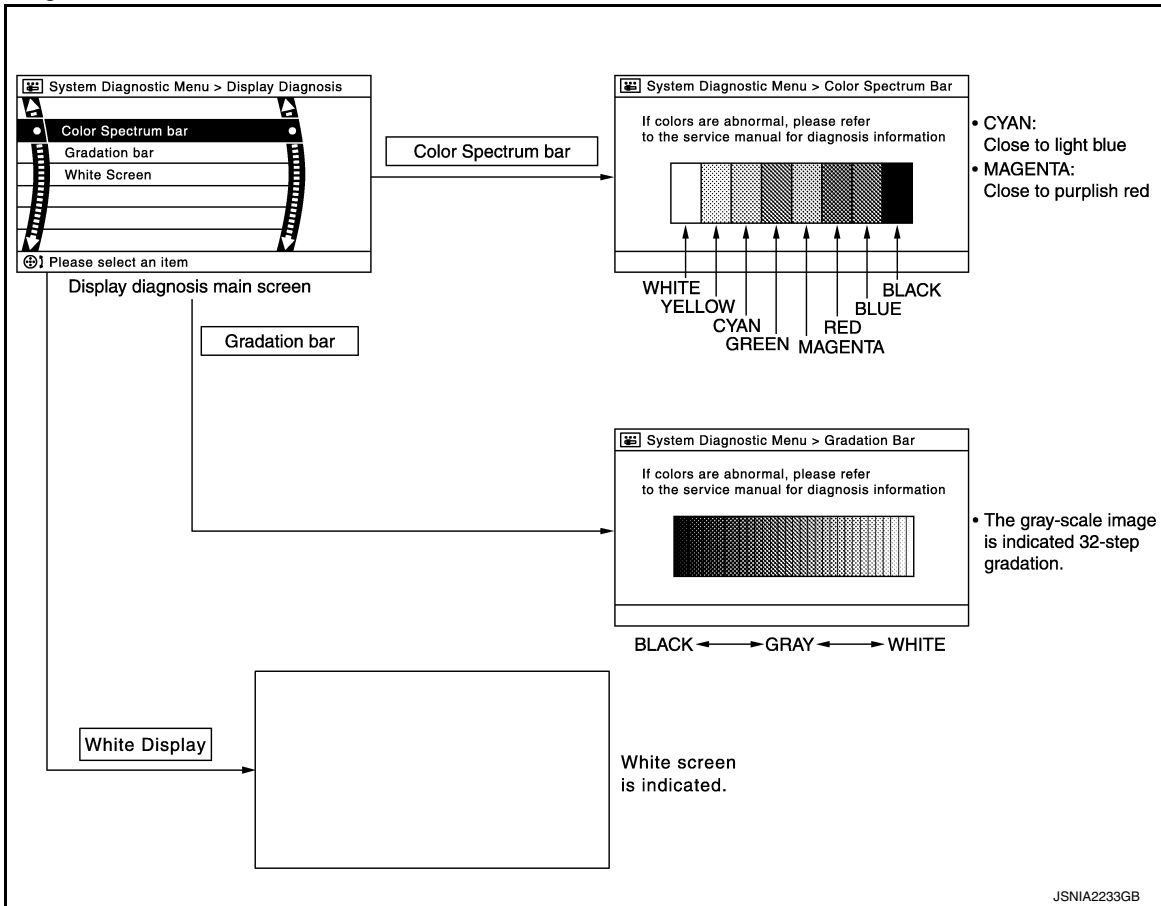 System Diagnostic Menu > Display Diagnosis
Color Spectrum bar
Gradation bar
White Screen
Please select an item
Display diagnosis main screen
Color Spectrum bar
System Diagnostic Menu > Color Spectrum Bar
If colors are abnormal, please refer
to the service manual for diagnosis information
WHITE
YELLOW
CYAN
GREEN
MAGENTA
RED
BLUE
BLACK
• CYAN:
Close to light blue
• MAGENTA:
Close to purplish red
Gradation bar
System Diagnostic Menu > Gradation Bar
If colors are abnormal, please refer
to the service manual for diagnosis information
BLACK GRAY WHITE
• The gray-scale image
is indicated 32-step
gradation.
White Display
White screen
is indicated.
JSNIA2233GB